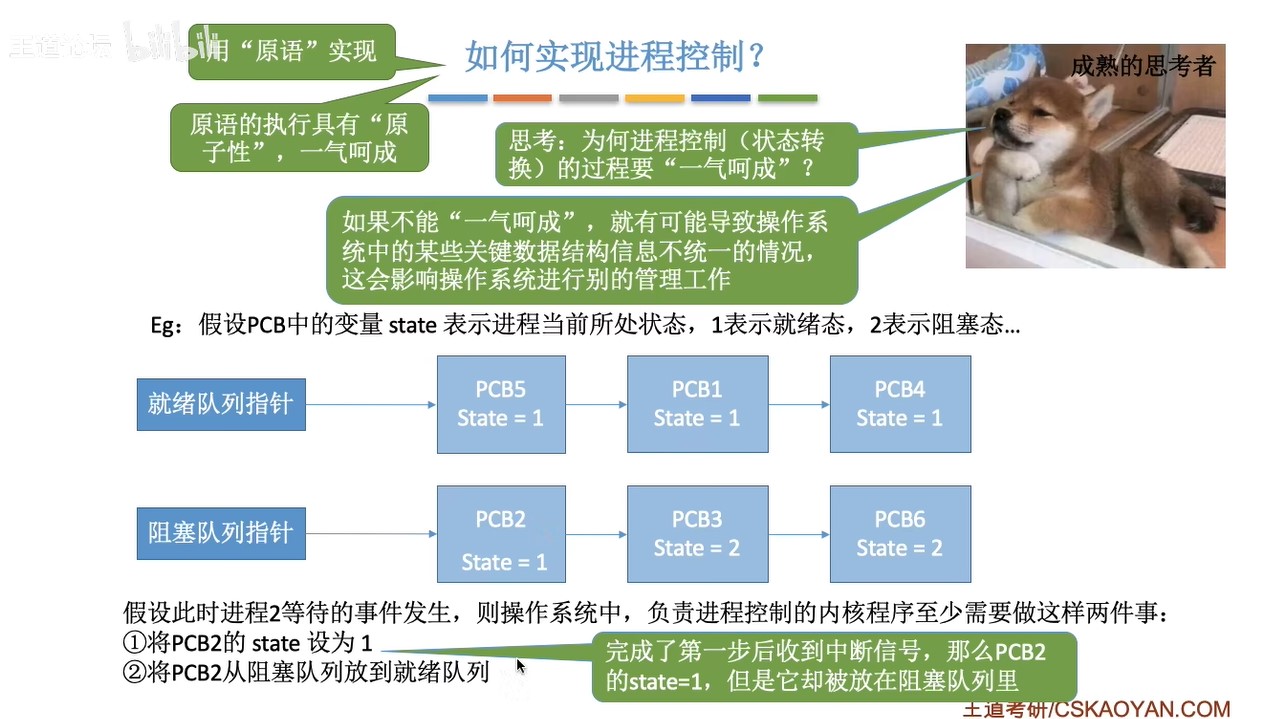 王道论坛 bilibili
用“原语”实现
如何实现进程控制？
成熟的思考者
原语的执行具有“原
子性”，一气呵成
思考：为何进程控制（状态转
换）的过程要“一气呵成”？
如果不能“一气呵成”，就有可能导致操作系
统中的某些关键数据结构信息不统一的情况，
这会影响操作系统进行别的管理工作
Eg：假设PCB中的变量 state 表示进程当前所处状态，1表示就绪态，2表示阻塞态…
就绪队列指针
PCB5
State = 1
PCB1
State = 1
PCB4
State = 1
阻塞队列指针
PCB2
State = 1
PCB3
State = 2
PCB6
State = 2
假设此时进程2等待的事件发生，则操作系统中，负责进程控制的内核程序至少需要做这样两件事：
①将PCB2的 state 设为 1
②将PCB2从阻塞队列放到就绪队列
完成了第一步后收到中断信号，那么PCB2
的state=1，但是它却被放在阻塞队列里
王道考研/CSKAOYAN.COM